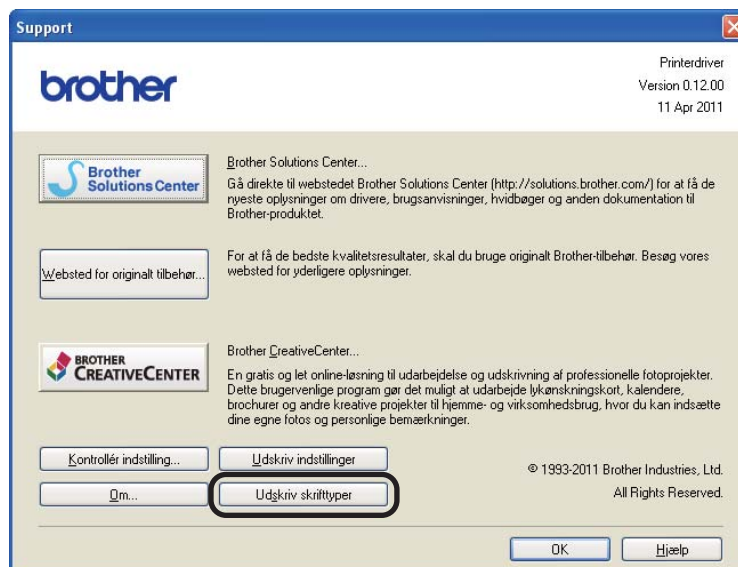 Support
brother
Printerdriver
Version 0.12.00
11 Apr 2011
Brother
Solutions Center
Brother Solutions Center...
Gå direkte til webstedet Brother Solutions Center (http://solutions.brother.com/) for at få de
nyeste oplysninger om drivere, brugsanvisninger, hvidbøger og anden dokumentation til
Brother-produktet.
Websted for originalt tilbehør...
For at få de bedste kvalitetsresultater, skal du bruge originalt Brother-tilbehør. Besøg vores
websted for yderligere oplysninger.
BROTHER
CREATIVECENTER
Brother CreativeCenter...
En gratis og let online-løsning til udarbejdelse og udskrivning af professionelle fotoprojekter.
Dette brugervenlige program gør det muligt at udarbejde lykønskningskort, kalendere,
brochurer og andre kreative projekter til hjemme- og virksomhedsbrug, hvor du kan indsætte
dine egne fotos og personlige bemærkninger.
Kontrollér indstilling...
Udskriv indstillinger
© 1993-2011 Brother Industries, Ltd.
Om...
Udskriv skrifttyper
All Rights Reserved.
OK
Hjælp